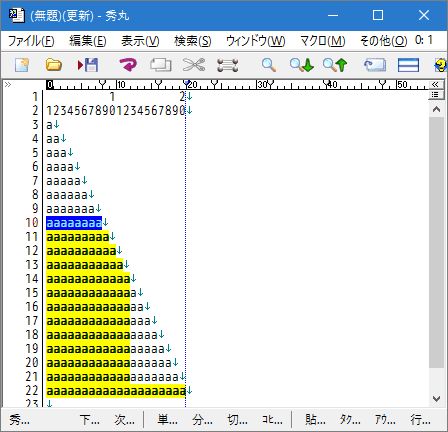 (無題)(更新) - 秀丸
ファイル(F) 編集(E) 表示(V) 検索(S) ウィンドウ(W) マクロ(M) その他(O) 0: 1
0 10 20 30 40 50
1 1 2↓
2 12345678901234567890↓
3 a↓
4 aa↓
5 aaa↓
6 aaaa↓
7 aaaaa↓
8 aaaaaa↓
9 aaaaaaa↓
10 aaaaaaaa↓
11 aaaaaaaaa↓
12 aaaaaaaaaa↓
13 aaaaaaaaaaa↓
14 aaaaaaaaaaaa↓
15 aaaaaaaaaaaaa↓
16 aaaaaaaaaaaaaa↓
17 aaaaaaaaaaaaaaa↓
18 aaaaaaaaaaaaaaaa↓
19 aaaaaaaaaaaaaaaaa↓
20 aaaaaaaaaaaaaaaaaa↓
21 aaaaaaaaaaaaaaaaaaa↓
22 aaaaaaaaaaaaaaaaaaaa↓
23 ↓
秀... 下... 次... 単... 分... 切... ｺﾋ... 貼... ﾀｸ... ｱｳ... 行...